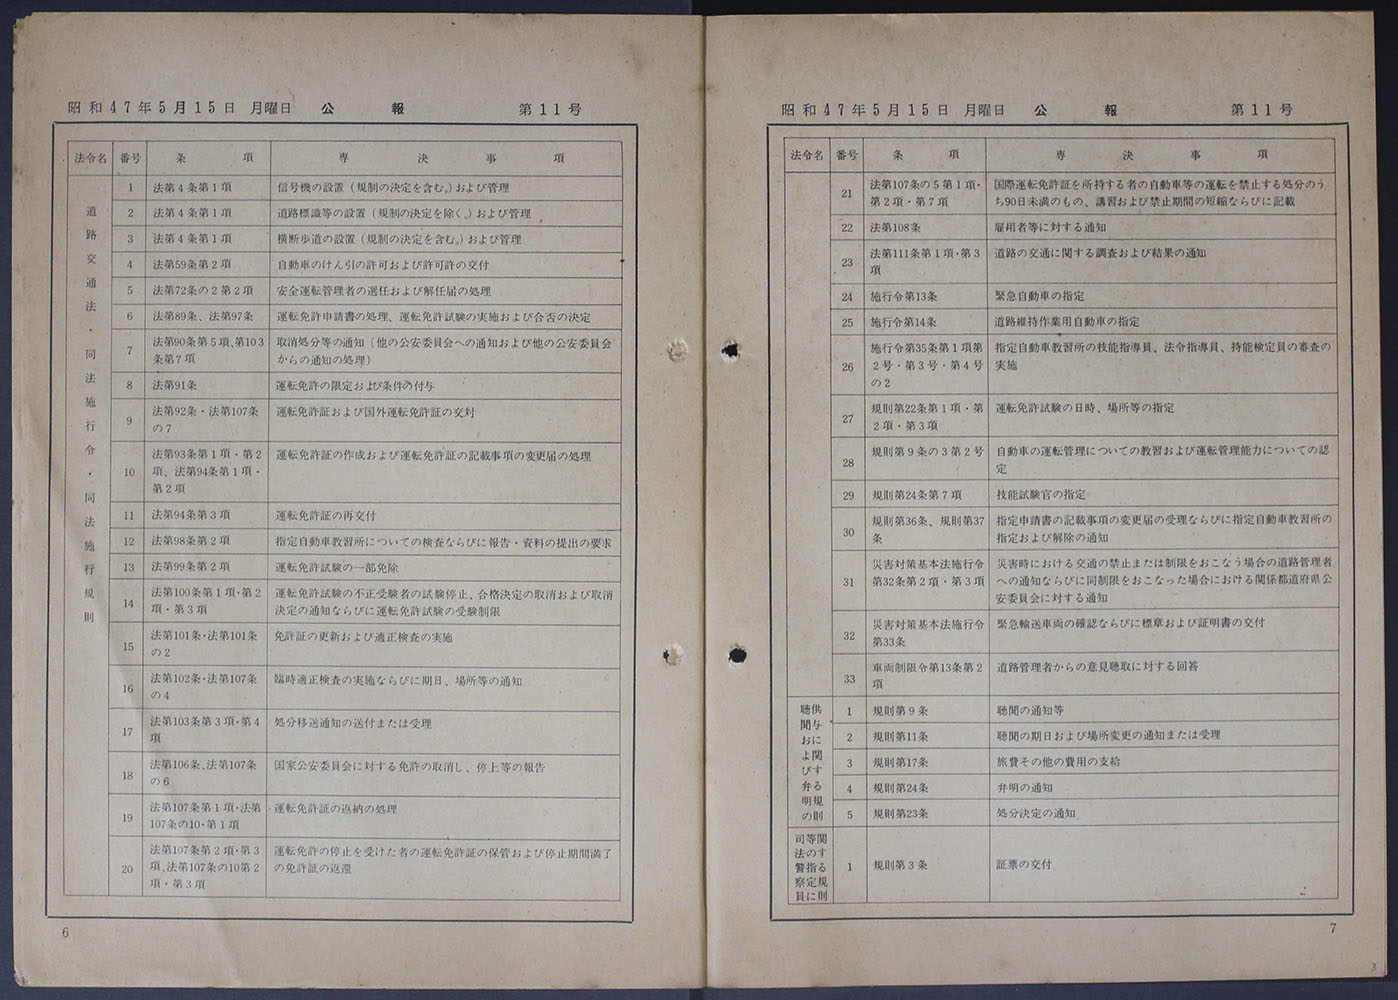 昭和47年5月15日 月曜日 公 報 第11号
法令名 番号 条 項 専 決 事 項
道路交通法・同法施行令・同法施行規則
1 法第4条第1項 信号機の設置(規制の決定を含む。)および管理
2 法第4条第1項 道路標識等の設置(規制の決定を除く。)および管理
3 法第4条第1項 横断歩道の設置(規制の決定を含む。)および管理
4 法第59条第2項 自動車のけん引の許可および許可許の交付
5 法第72条の2第2項 安全運転管理者の選任および解任届の処理
6 法第89条、法第97条 運転免許申請書の処理、運転免許試験の実施および合否の決定
7 法第90条第5項、第103 取消処分等の通知(他の公安委員会への通知および他の公安委員会
条第7項 からの通知の処理)
8 法第91条 運転免許の限定および条件の付与
9 法第92条・法第107条 運転免許証および国外運転免許証の交対
の7
10 法第93条第1項・第2 運転免許証の作成および運転免許証の記載事項の変更届の処理
項、法第94条第1項・
第2項
11 法第94条第3項 運転免許証の再交付
12 法第98条第2項 指定自動車教習所についての検査ならびに報告・資料の提出の要求
13 法第99条第2項 運転免許試験の一部免除
14 法第100条第1項・第2 運転免許試験の不正受験者の試験停止、合格決定の取消および取消
項・第3項 決定の通知ならびに運転免許試験の受験制限
15 法第101条・法第101条 免許証の更新および適正検査の実施
の2
16 法第102条・法第107条 臨時適正検査の実施ならびに期日、場所等の通知
の4
17 法第103条第3項・第4 処分移送通知の送付または受理
項
18 法第106条、法第107条 国家公安委員会に対する免許の取消し、停上等の報告
の6
19 法第107条第1項・法第 運転免許証の返納の処理
107条の10・第1項
20 法第107条第2項・第3 運転免許の停止を受けた者の運転免許証の保管および停止期間満了
項、法第107条の10第2 の免許証の返還
項・第3項
6
昭和47年5月15日 月曜日 公 報 第11号
法令名 番号 条 項 専 決 事 項
21 法第107条の5第1項・ 国際運転免許証を所持する者の自動車等の運転を禁止する処分のう
第2項・第7項 ち90日未満のもの、講習および禁止期間の短縮ならびに記載
22 法第108条 雇用者等に対する通知
23 法第111条第1項・第3 道路の交通に関する調査および結果の通知
項
24 施行令第13条 緊急自動車の指定
25 施行令第14条 道路維持作業用自動車の指定
26 施行令第35条第1項第 指定自動車教習所の技能指導員、法令指導員、持能検定員の審査の
2号・第3号・第4号 実施
の2
27 規則第22条第1項・第 運転免許試験の日時、場所等の指定
2項・第3項
28 規則第9条の3第2号 自動車の運転管理についての教習および運転管理能力についての認
定
29 規則第24条第7項 技能試験官の指定
30 規則第36条、規則第37 指定申請書の記載事項の変更届の受理ならびに指定自動車教習所の
条 指定および解除の通知
31 災害対策基本法施行令 災害時における交通の禁止または制限をおこなう場合の道路管理者
第32条第2項・第3項 への通知ならびに同制限をおこなった場合における関係都道府県公
安委員会に対する通知
32 災害対策基本法施行令 緊急輸送車両の確認ならびに標章および証明書の交付
第33条
33 車両制限令第13条第2 道路管理者からの意見聴取に対する回答
項
聴聞および弁明の
供与に関する規則
1 規則第9条 聴聞の通知等
2 規則第11条 聴聞の期日および場所変更の通知または受理
3 規則第17条 旅費その他の費用の支給
4 規則第24条 弁明の通知
5 規則第23条 処分決定の通知
司法警察員
等の指定に
関する規則
1 規則第3条 証票の交付
7
3